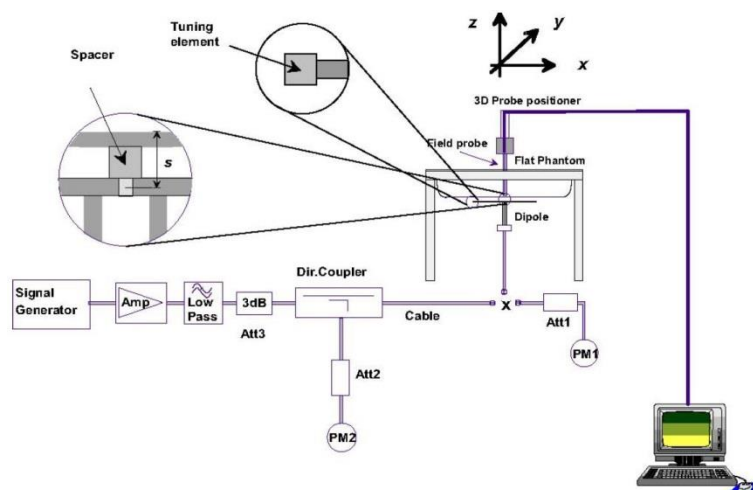 Tuning
element
Spacer
s
z
y
x
3D Probe positioner
Field probe
Flat Phantom
Dipole
Signal
Generator
Amp
Low
Pass
3dB
Att3
Dir.Coupler
Cable
x
Att1
PM1
Att2
PM2